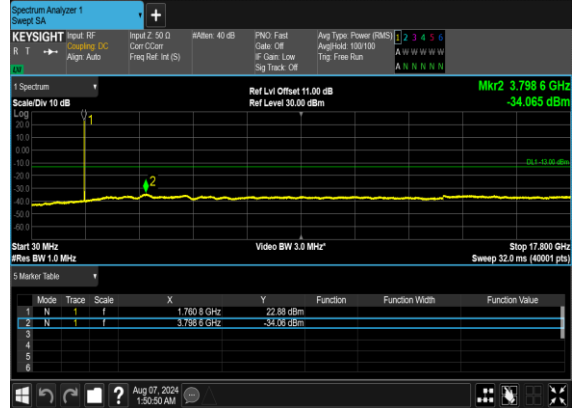 Spectrum Analyzer 1
Swept SA
+
KEYSIGHT Input: RF Input Z: 50 Ω #Atten: 40 dB PNO: Fast Avg Type: Power (RMS) 1 2 3 4 5 6
R T Coupling: DC Corr CCorr Gate: Off Avg|Hold: 100/100 A W W W W W
Align: Auto Freq Ref: Int (S) IF Gain: Low Trig: Free Run
Sig Track: Off A N N N N N
1 Spectrum Ref Lvl Offset 11.00 dB Mkr2 3.798 6 GHz
Scale/Div 10 dB Ref Level 30.00 dBm -34.065 dBm
Log
20.0
10.0
0.00
-10.0
-20.0
-30.0
-40.0
-50.0
-60.0
1
2
DL1 -13.00 dBm
Start 30 MHz Video BW 3.0 MHz* Stop 17.800 GHz
#Res BW 1.0 MHz Sweep 32.0 ms (40001 pts)
5 Marker Table
Mode Trace Scale X Y Function Function Width Function Value
1 N 1 f 1.760 8 GHz 22.88 dBm
2 N 1 f 3.798 6 GHz -34.06 dBm
3
4
5
6
? Aug 07, 2024
1:50:50 AM